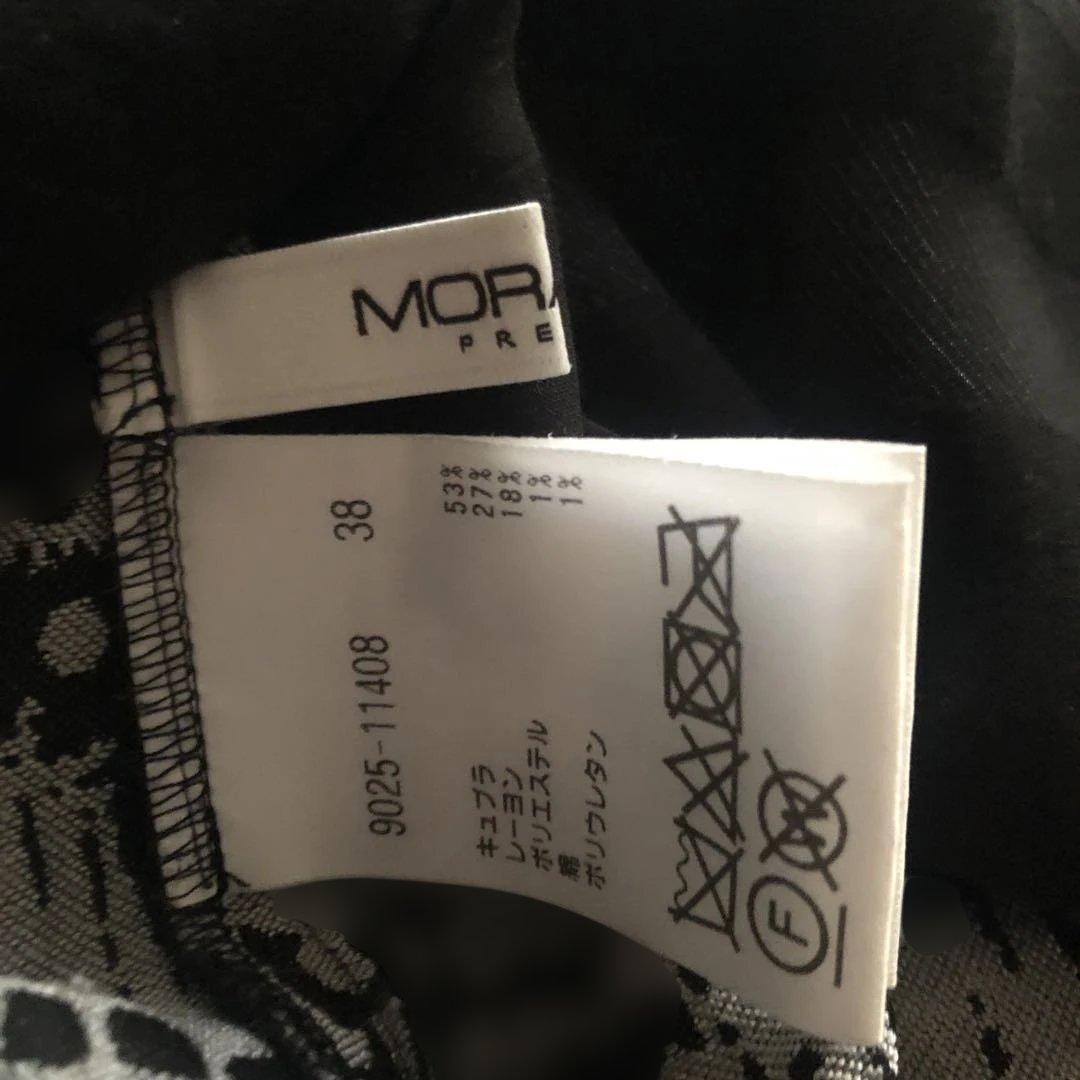 MORA
PRE
9025-11408 38
キュプラ 53%
レーヨン 27%
ポリエステル 18%
綿 1%
ポリウレタン 1%
F
W